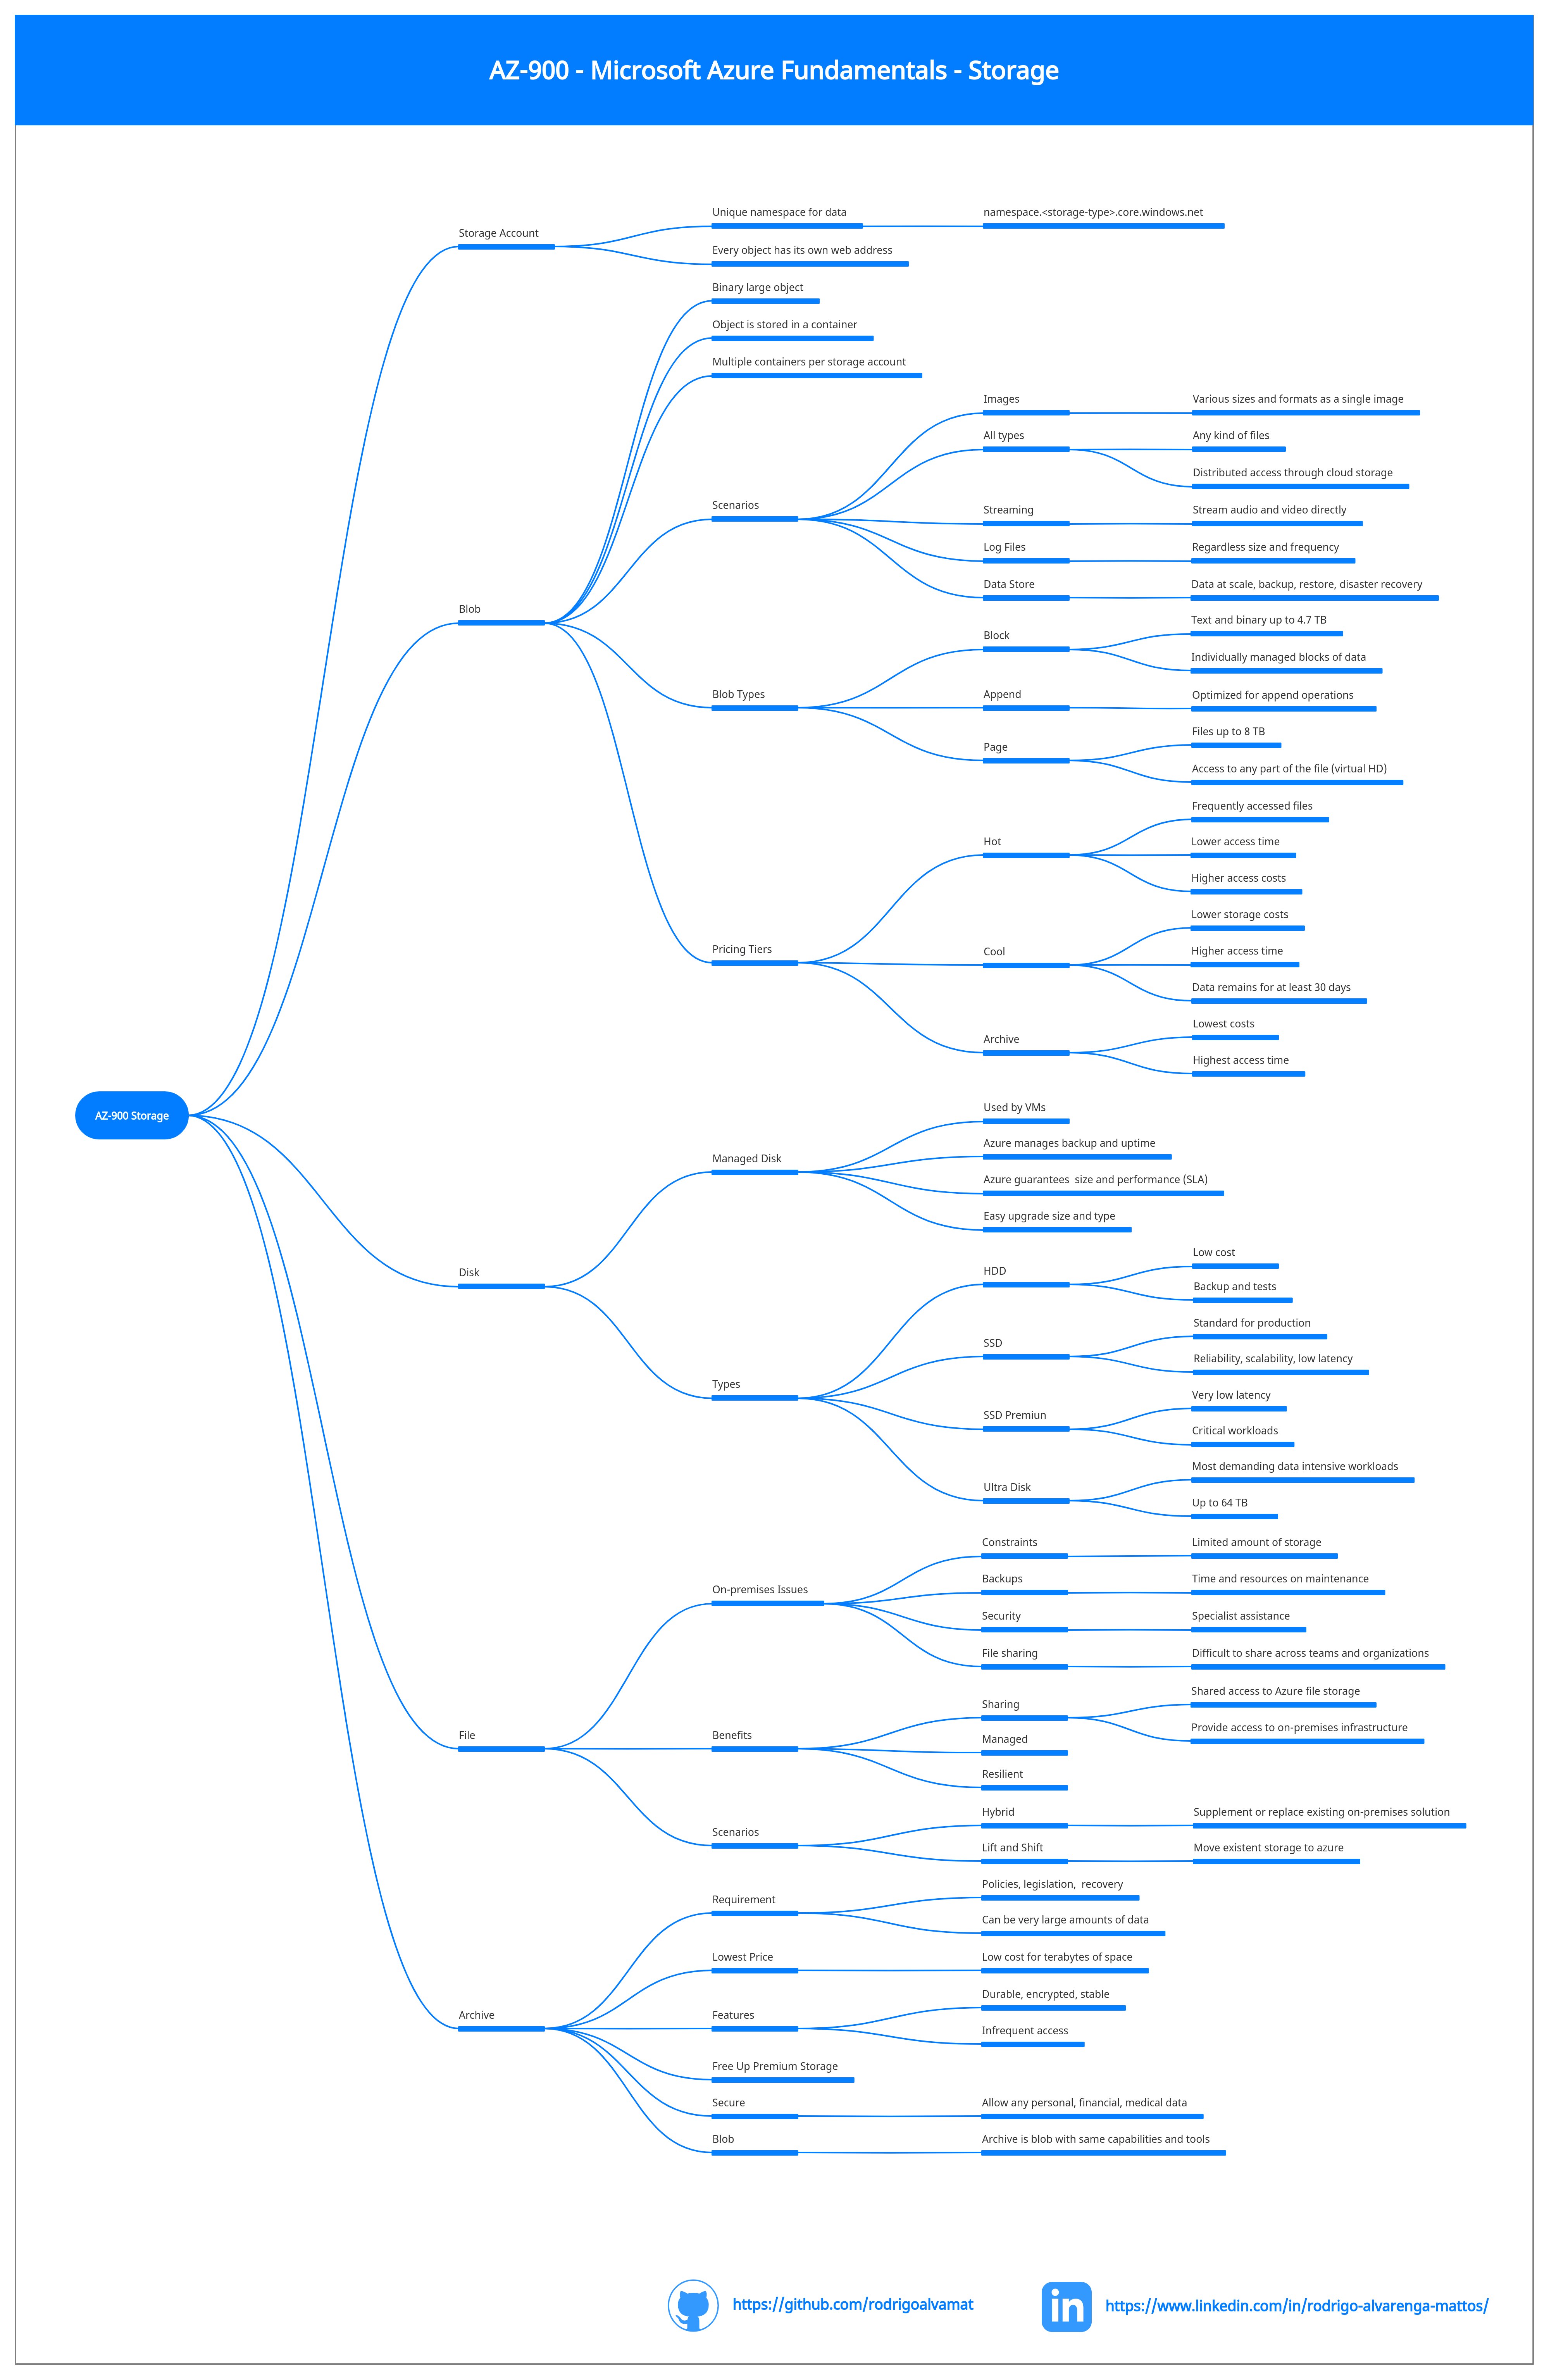 AZ-900 - Microsoft Azure Fundamentals - Storage
AZ-900 Storage
Storage Account
Unique namespace for data
namespace.<storage-type>.core.windows.net
Every object has its own web address
Blob
Binary large object
Object is stored in a container
Multiple containers per storage account
Scenarios
Images
Various sizes and formats as a single image
All types
Any kind of files
Distributed access through cloud storage
Streaming
Stream audio and video directly
Log Files
Regardless size and frequency
Data Store
Data at scale, backup, restore, disaster recovery
Blob Types
Block
Text and binary up to 4.7 TB
Individually managed blocks of data
Append
Optimized for append operations
Page
Files up to 8 TB
Access to any part of the file (virtual HD)
Pricing Tiers
Hot
Frequently accessed files
Lower access time
Higher access costs
Cool
Lower storage costs
Higher access time
Data remains for at least 30 days
Archive
Lowest costs
Highest access time
Disk
Managed Disk
Used by VMs
Azure manages backup and uptime
Azure guarantees  size and performance (SLA)
Easy upgrade size and type
Types
HDD
Low cost
Backup and tests
SSD
Standard for production
Reliability, scalability, low latency
SSD Premiun
Very low latency
Critical workloads
Ultra Disk
Most demanding data intensive workloads
Up to 64 TB
File
On-premises Issues
Constraints
Limited amount of storage
Backups
Time and resources on maintenance
Security
Specialist assistance
File sharing
Difficult to share across teams and organizations
Benefits
Sharing
Shared access to Azure file storage
Provide access to on-premises infrastructure
Managed
Resilient
Scenarios
Hybrid
Supplement or replace existing on-premises solution
Lift and Shift
Move existent storage to azure
Archive
Requirement
Policies, legislation,  recovery
Can be very large amounts of data
Lowest Price
Low cost for terabytes of space
Features
Durable, encrypted, stable
Infrequent access
Free Up Premium Storage
Secure
Allow any personal, financial, medical data
Blob
Archive is blob with same capabilities and tools
https://github.com/rodrigoalvamat
in
https://www.linkedin.com/in/rodrigo-alvarenga-mattos/